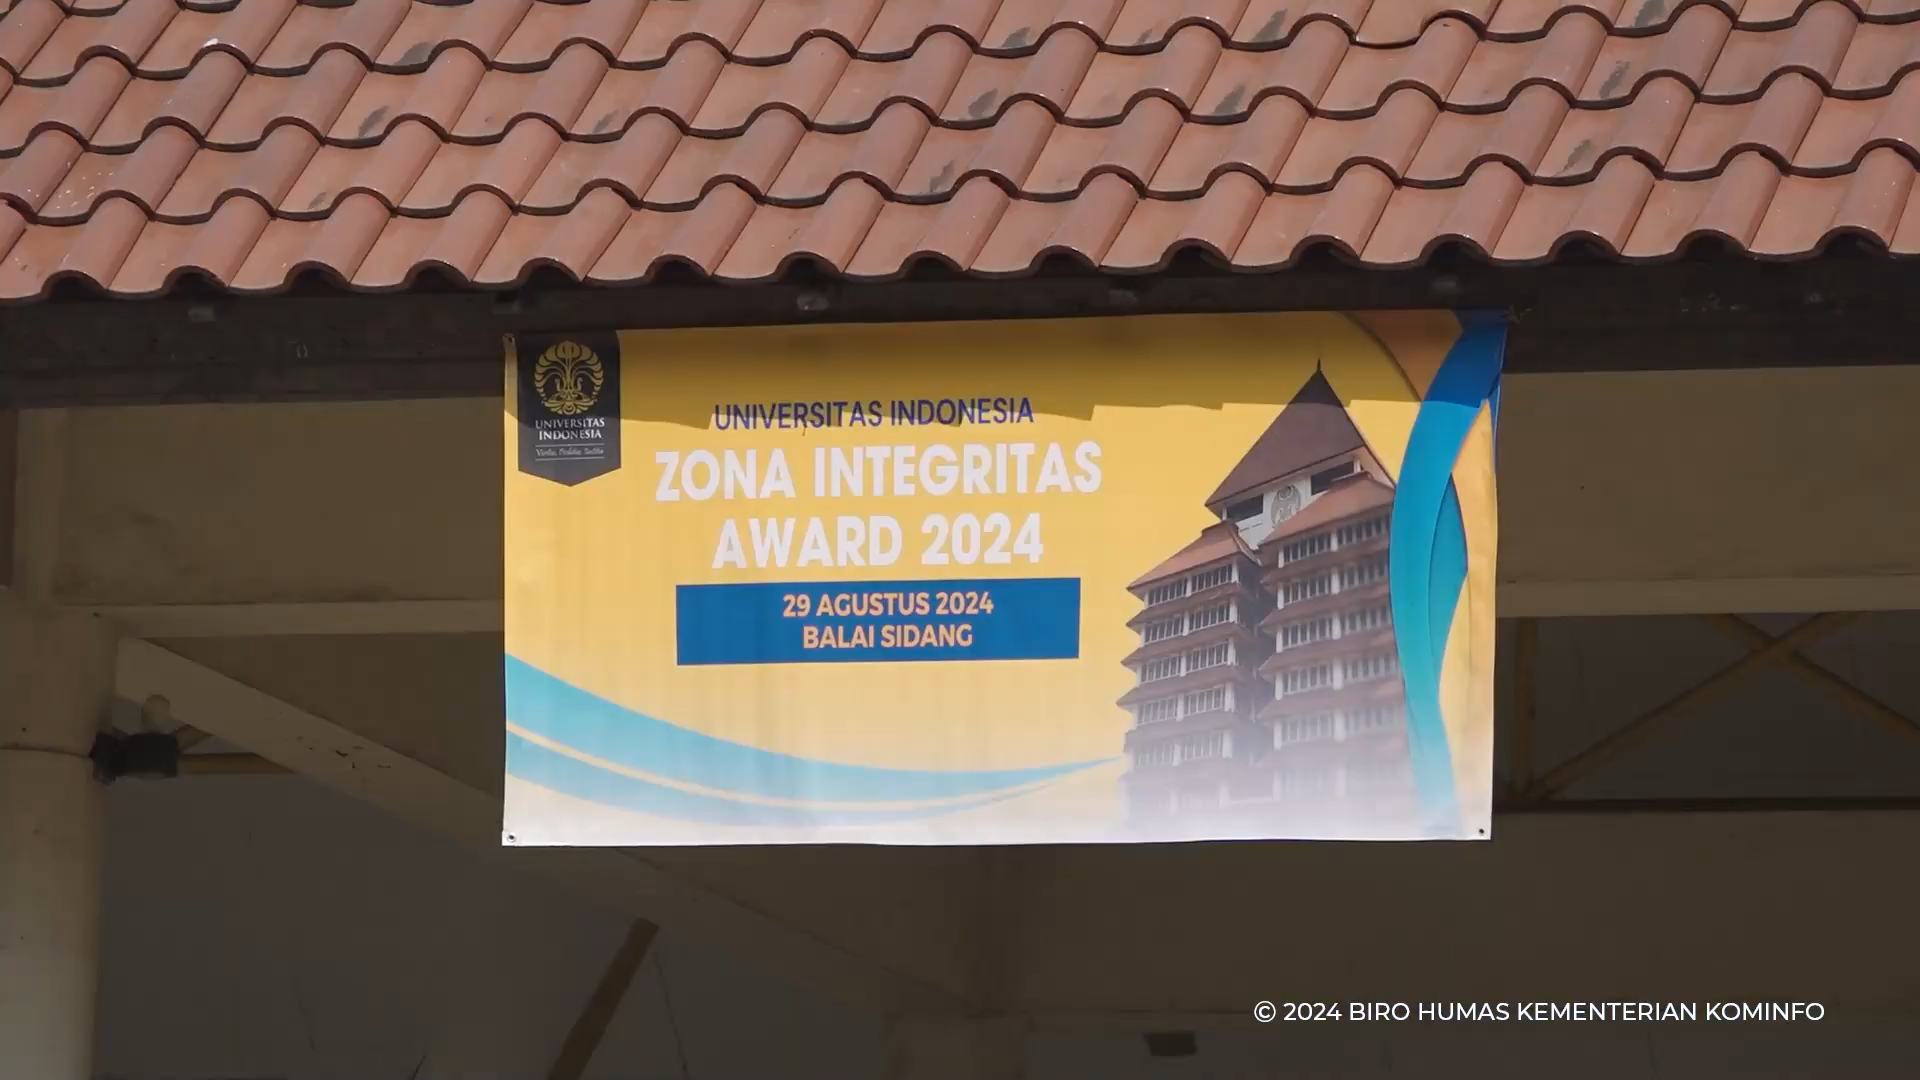 UNIVERSITAS
INDONESIA
Veritas, Probitas, Iustitia
UNIVERSITAS INDONESIA
ZONA INTEGRITAS
AWARD 2024
29 AGUSTUS 2024
BALAI SIDANG
© 2024 BIRO HUMAS KEMENTERIAN KOMINFO